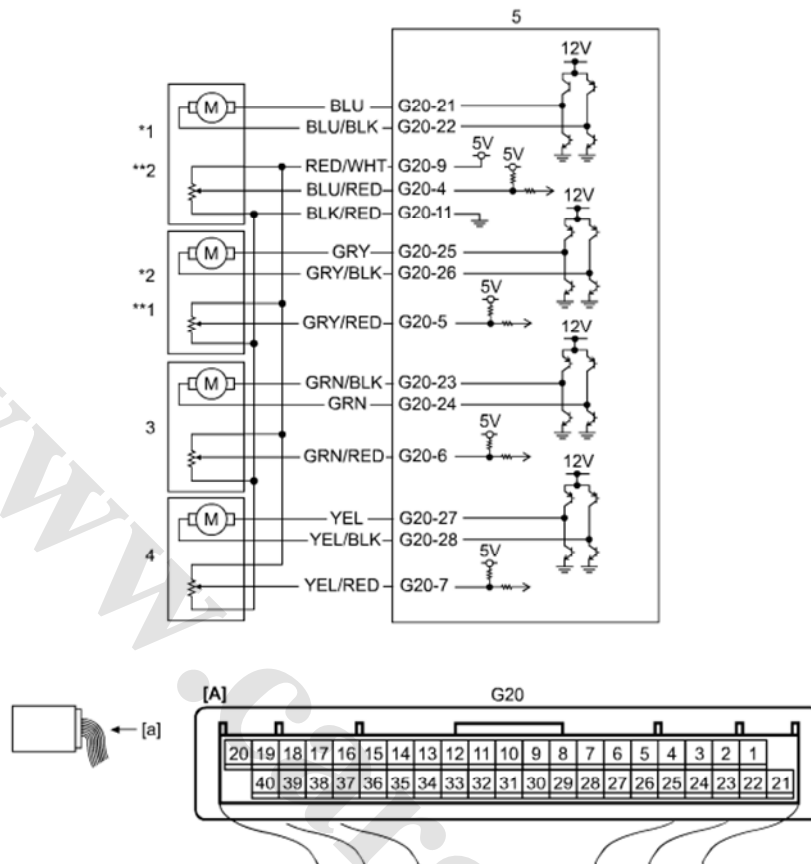 5
12V
M BLU G20-21
*1 BLU/BLK G20-22
**2 RED/WHT G20-9 5V 5V
BLU/RED G20-4
BLK/RED G20-11 12V
M GRY G20-25
*2 GRY/BLK G20-26
**1 5V
GRY/RED G20-5
12V
M GRN/BLK G20-23
GRN G20-24
3 5V
GRN/RED G20-6
12V
M YEL G20-27
YEL/BLK G20-28
4 5V
YEL/RED G20-7
[A] G20
[a]
20 19 18 17 16 15 14 13 12 11 10 9 8 7 6 5 4 3 2 1
40 39 38 37 36 35 34 33 32 31 30 29 28 27 26 25 24 23 22 21
www.car